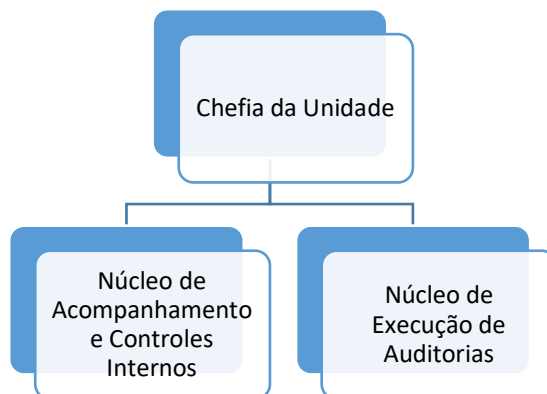 Chefia da Unidade
Núcleo de
Acompanhamento
e Controles
Internos
Núcleo de
Execução de
Auditorias